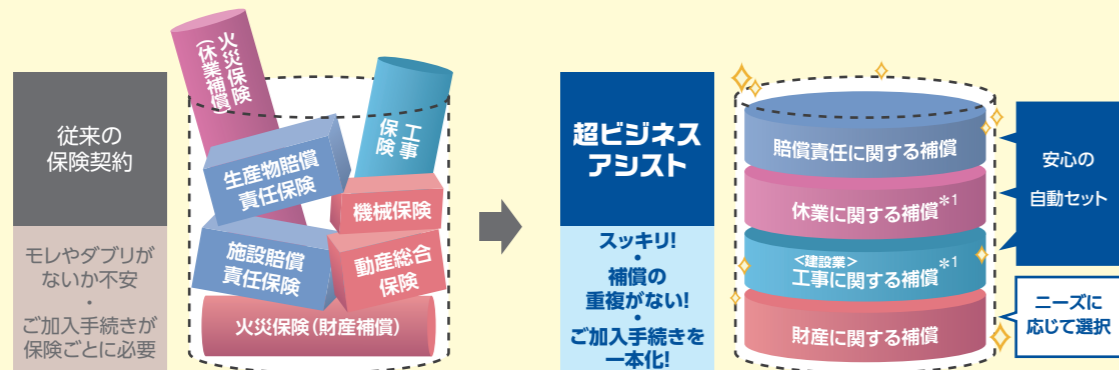 従来の
保険契約
モレやダブリが
ないか不安
・
ご加入手続きが
保険ごとに必要
火災保険
(休業補償)
工事
保険
生産物賠償
責任保険
機械保険
施設賠償
責任保険
動産総合
保険
火災保険(財産補償)
超ビジネス
アシスト
スッキリ!
・
補償の
重複がない!
・
ご加入手続きを
一本化!
賠償責任に関する補償
休業に関する補償*1
<建設業>
工事に関する補償*1
財産に関する補償
安心の
自動セット
ニーズに
応じて選択